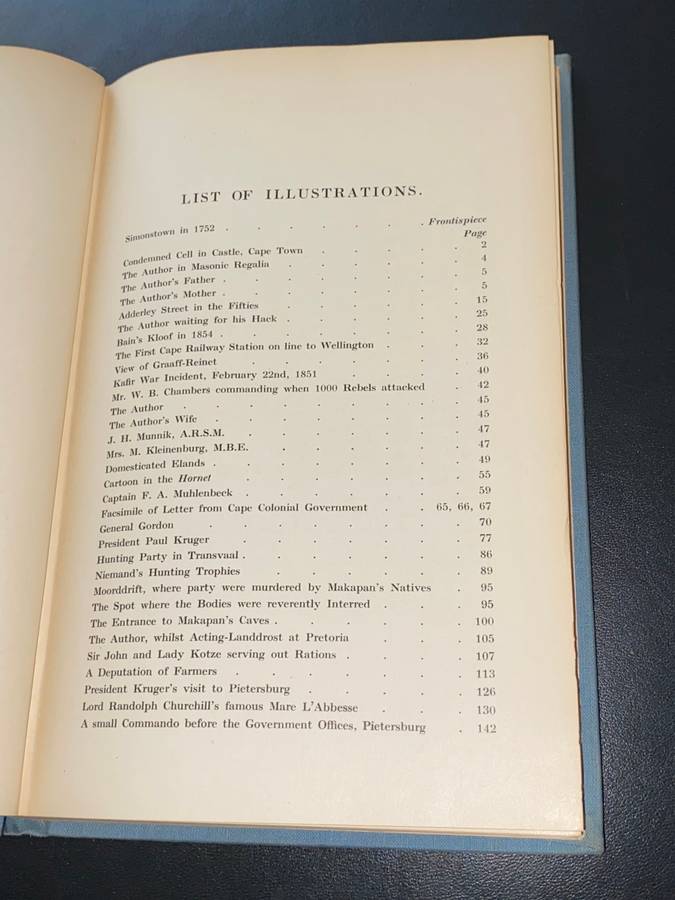 LIST OF ILLUSTRATIONS.
Simonstown in 1752 . . . . . . . Frontispiece
Page
Condemned Cell in Castle, Cape Town . . . . . 2
The Author in Masonic Regalia . . . . . . 4
The Author's Father . . . . . . . . 5
The Author's Mother . . . . . . . . 5
Adderley Street in the Fifties . . . . . . 15
The Author waiting for his Hack . . . . . . 25
Bain's Kloof in 1854 . . . . . . . . 28
The First Cape Railway Station on line to Wellington . . . 32
View of Graaff-Reinet . . . . . . . 36
Kafir War Incident, February 22nd, 1851 . . . . 40
Mr. W. B. Chambers commanding when 1000 Rebels attacked . 42
The Author . . . . . . . . . 45
The Author's Wife . . . . . . . . 45
J. H. Munnik, A.R.S.M. . . . . . . . 47
Mrs. M. Kleinenburg, M.B.E. . . . . . . 47
Domesticated Elands . . . . . . . . 49
Cartoon in the Hornet . . . . . . . 55
Captain F. A. Muhlenbeck . . . . . . . 59
Facsimile of Letter from Cape Colonial Government . . 65, 66, 67
General Gordon . . . . . . . . 70
President Paul Kruger . . . . . . . 77
Hunting Party in Transvaal . . . . . . . 86
Niemand's Hunting Trophies . . . . . . 89
Moorddrift, where party were murdered by Makapan's Natives . 95
The Spot where the Bodies were reverently Interred . . . 95
The Entrance to Makapan's Caves . . . . . . 100
The Author, whilst Acting-Landdrost at Pretoria . . . 105
Sir John and Lady Kotze serving out Rations . . . . 107
A Deputation of Farmers . . . . . . . 113
President Kruger's visit to Pietersburg . . . . . 126
Lord Randolph Churchill's famous Mare L'Abbesse . . . 130
A small Commando before the Government Offices, Pietersburg . 142